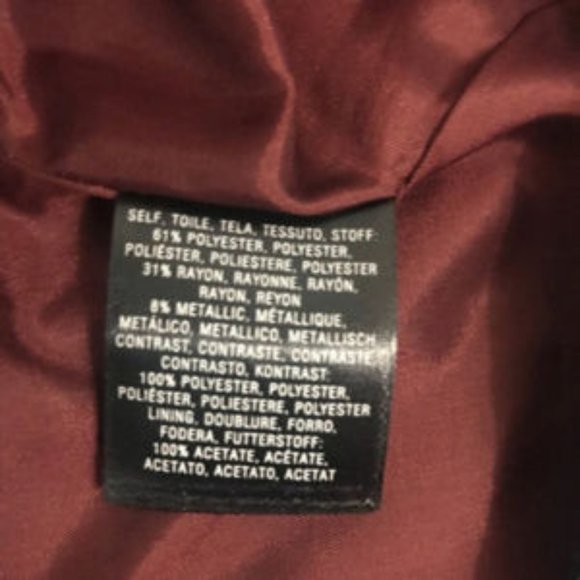 SELF, TOILE, TELA, TESSUTO, STOFF:
61% POLYESTER, POLYESTER,
POLIÉSTER, POLIESTERE, POLYESTER
31% RAYON, RAYONNE, RAYÓN,
RAYON, REYON
8% METALLIC, MÉTALLIQUE,
METÁLICO, METALLICO, METALLISCH
CONTRAST, CONTRASTE, CONTRASTE,
CONTRASTO, KONTRAST:
100% POLYESTER, POLYESTER,
POLIÉSTER, POLIESTERE, POLYESTER
LINING, DOUBLURE, FORRO,
FODERA, FUTTERSTOFF:
100% ACETATE, ACÉTATE,
ACETATO, ACETATO, ACETAT